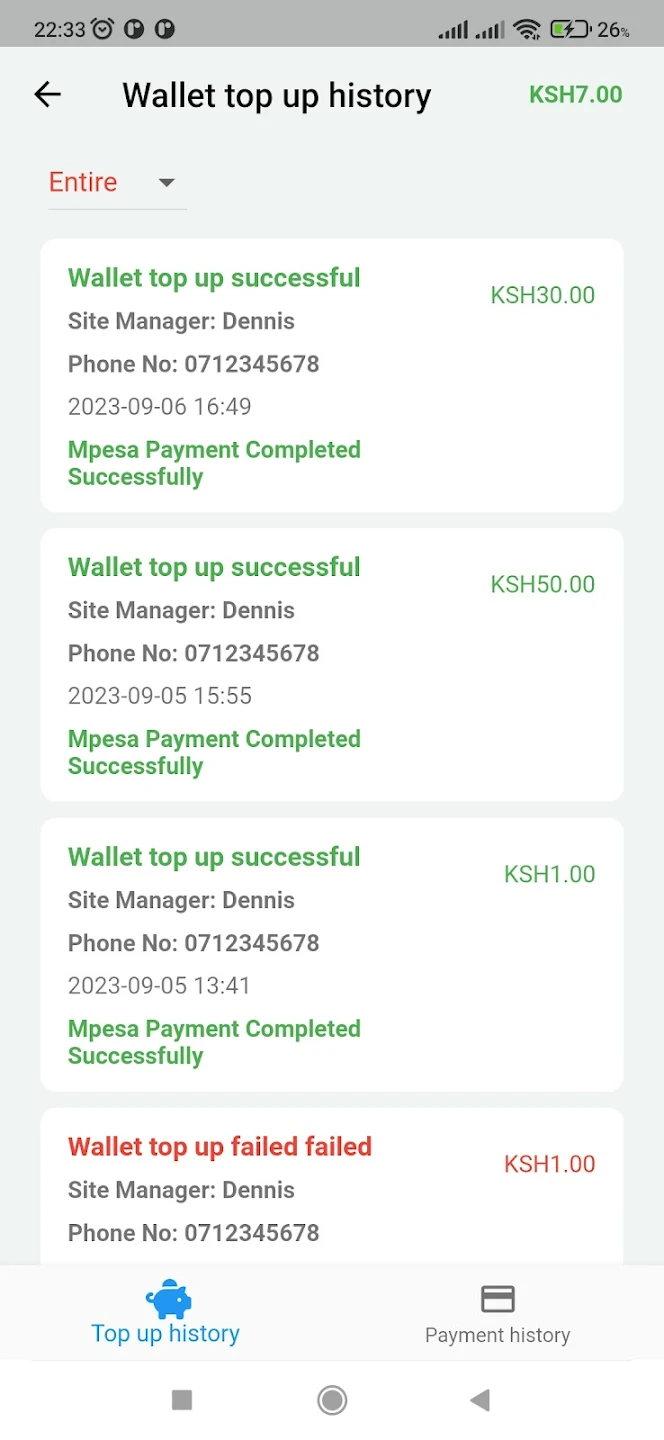 22:33 26%
Wallet top up history KSH7.00
Entire
Wallet top up successful
KSH30.00
Site Manager: Dennis
Phone No: 0712345678
2023-09-06 16:49
Mpesa Payment Completed
Successfully
Wallet top up successful
KSH50.00
Site Manager: Dennis
Phone No: 0712345678
2023-09-05 15:55
Mpesa Payment Completed
Successfully
Wallet top up successful
KSH1.00
Site Manager: Dennis
Phone No: 0712345678
2023-09-05 13:41
Mpesa Payment Completed
Successfully
Wallet top up failed failed
KSH1.00
Site Manager: Dennis
Phone No: 0712345678
Top up history
Payment history